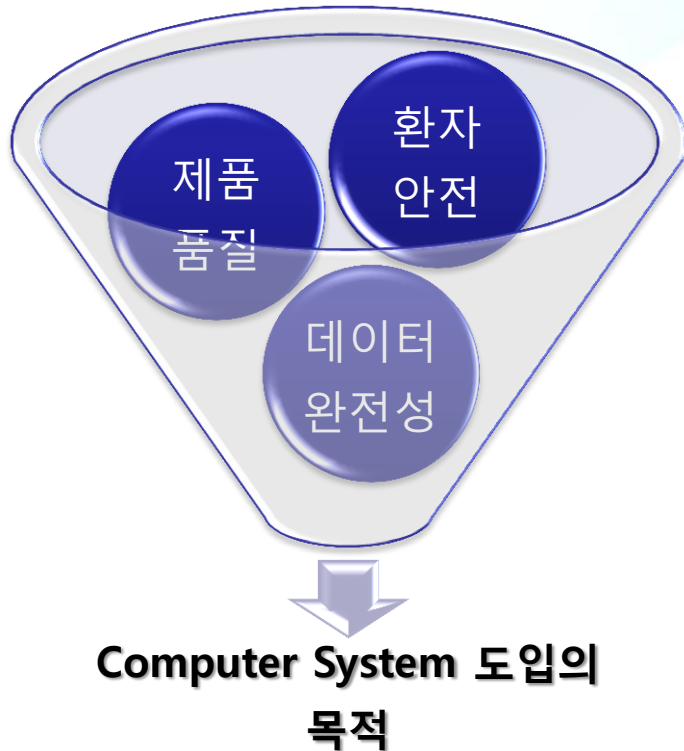 제품
품질
환자
안전
데이터
완전성
Computer System 도입의
목적